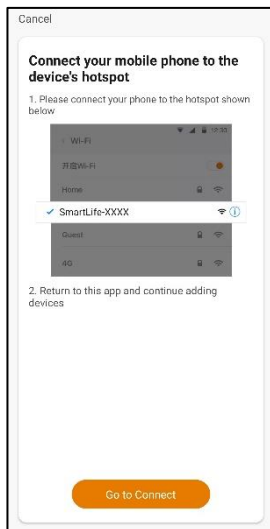 Cancel
Connect your mobile phone to the
device's hotspot
1. Please connect your phone to the hotspot shown
below
12:00
Wi-Fi
开启Wi-Fi
Home
SmartLife-XXXX
Guest
4G
2. Return to this app and continue adding
devices
Go to Connect